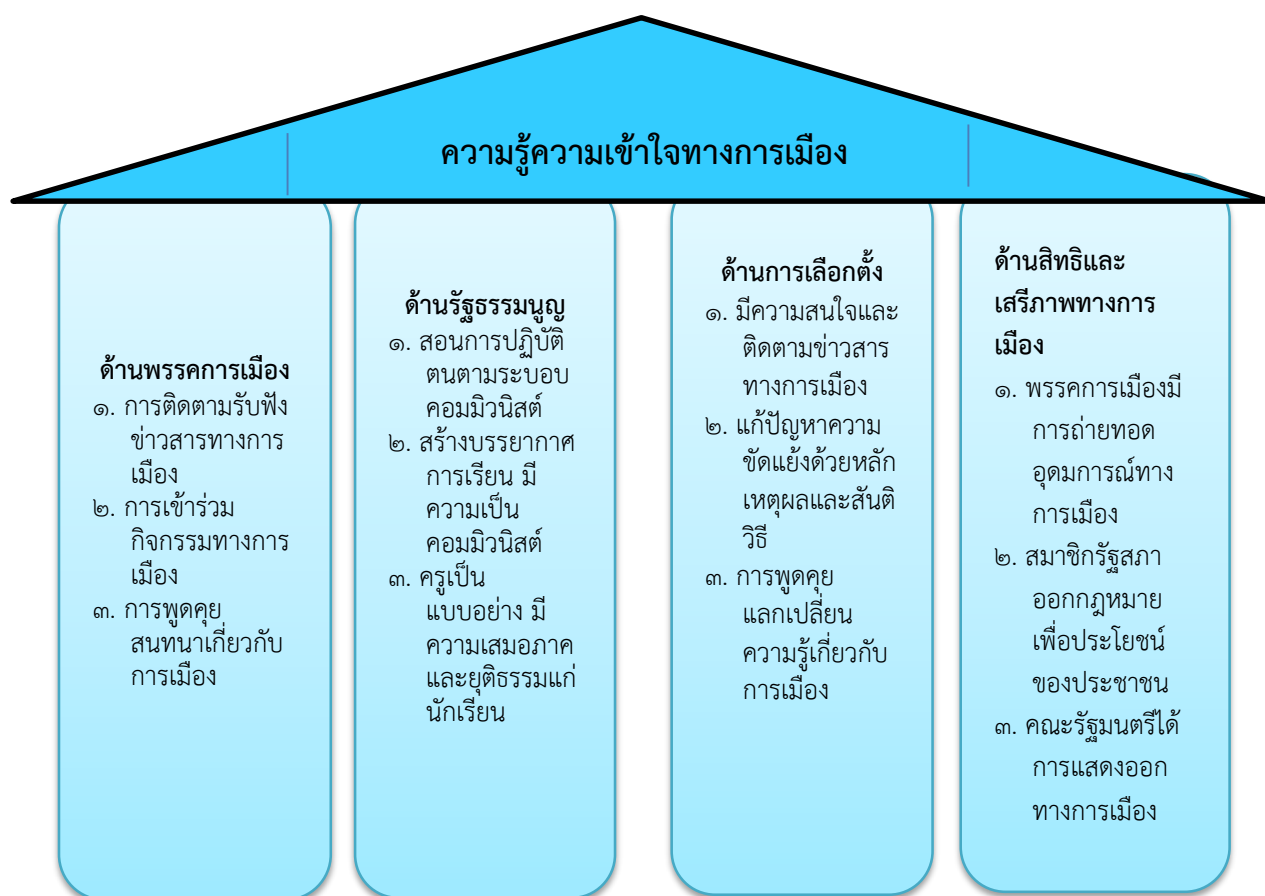 ความรู้ความเข้าใจทางการเมือง
ด้านพรรคการเมือง
๑. การติดตามรับฟัง
ข่าวสารทางการ
เมือง
๒. การเข้าร่วม
กิจกรรมทางการ
เมือง
๓. การพูดคุย
สนทนาเกี่ยวกับ
การเมือง
ด้านรัฐธรรมนูญ
๑. สอนการปฏิบัติ
ตนตามระบอบ
คอมมิวนิสต์
๒. สร้างบรรยากาศ
การเรียน มี
ความเป็น
คอมมิวนิสต์
๓. ครูเป็น
แบบอย่าง มี
ความเสมอภาค
และยุติธรรมแก่
นักเรียน
ด้านการเลือกตั้ง
๑. มีความสนใจและ
ติดตามข่าวสาร
ทางการเมือง
๒. แก้ปัญหาความ
ขัดแย้งด้วยหลัก
เหตุผลและสันติ
วิธี
๓. การพูดคุย
แลกเปลี่ยน
ความรู้เกี่ยวกับ
การเมือง
ด้านสิทธิและ
เสรีภาพทางการ
เมือง
๑. พรรคการเมืองมี
การถ่ายทอด
อุดมการณ์ทาง
การเมือง
๒. สมาชิกรัฐสภา
ออกกฎหมาย
เพื่อประโยชน์
ของประชาชน
๓. คณะรัฐมนตรีได้
การแสดงออก
ทางการเมือง